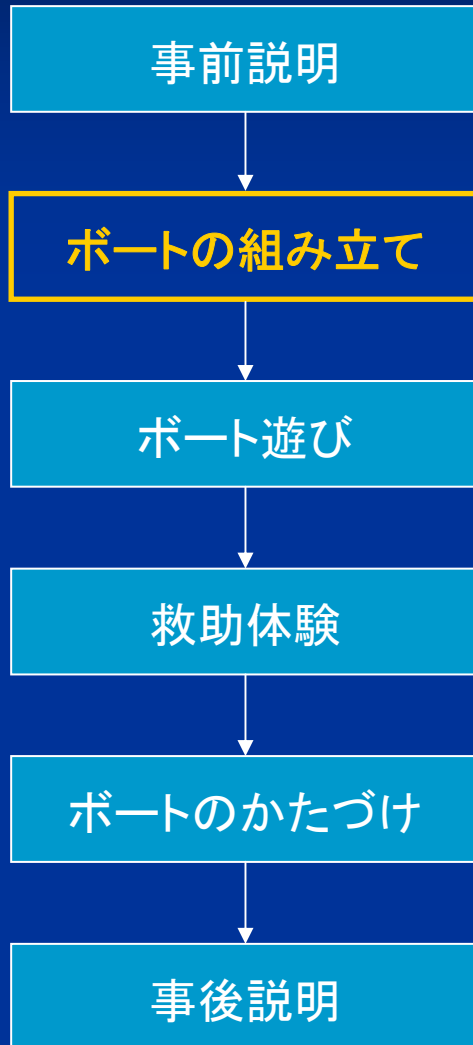 事前説明
ボートの組み立て
ボート遊び
救助体験
ボートのかたづけ
事後説明